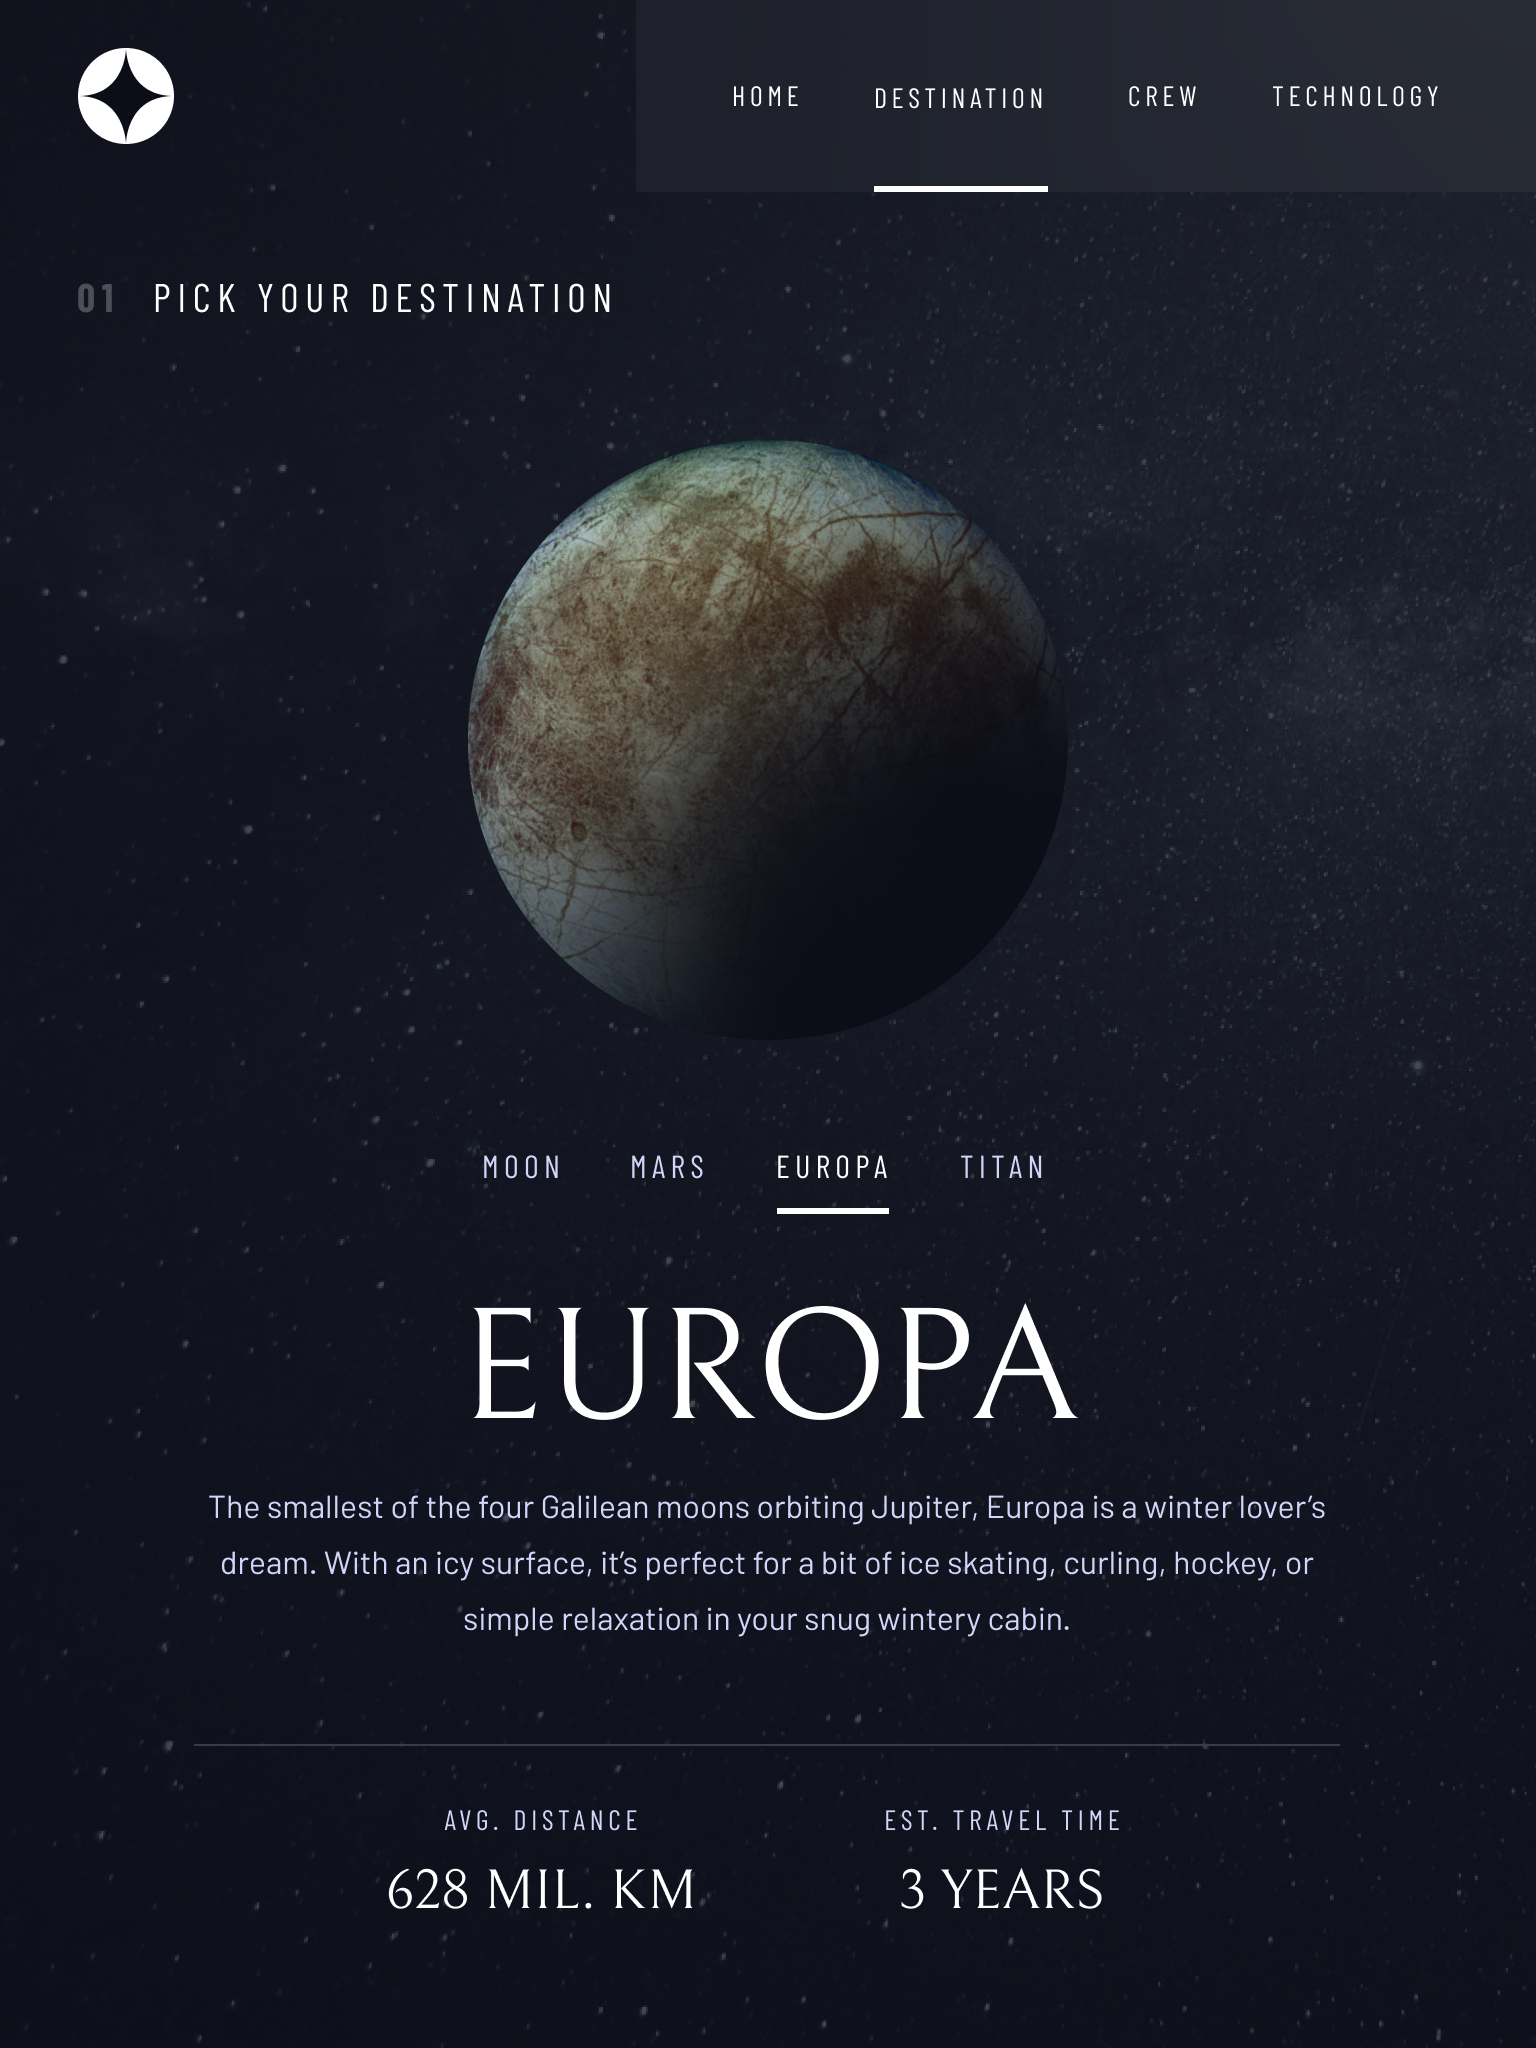 HOME DESTINATION CREW TECHNOLOGY
01 PICK YOUR DESTINATION
MOON MARS EUROPA TITAN
EUROPA
The smallest of the four Galilean moons orbiting Jupiter, Europa is a winter lover’s
dream. With an icy surface, it’s perfect for a bit of ice skating, curling, hockey, or
simple relaxation in your snug wintery cabin.
AVG. DISTANCE
628 MIL. KM
EST. TRAVEL TIME
3 YEARS